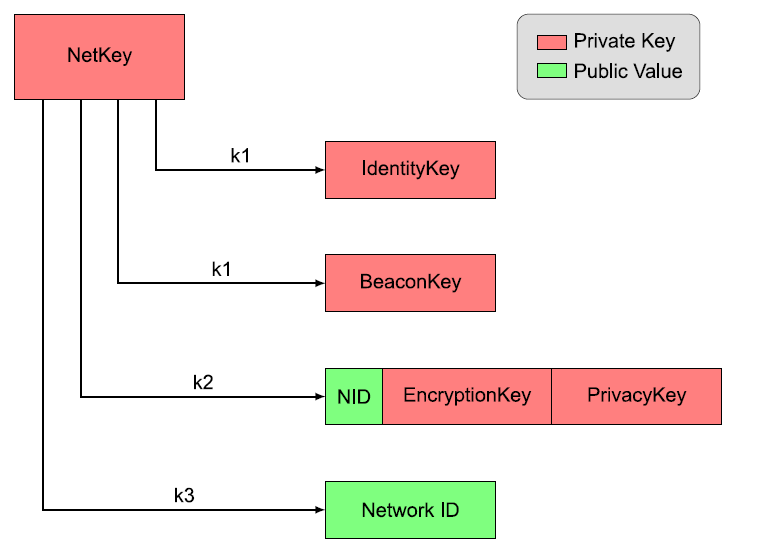 NetKey
Private Key
Public Value
k1
IdentityKey
k1
BeaconKey
k2
NID
EncryptionKey
PrivacyKey
k3
Network ID